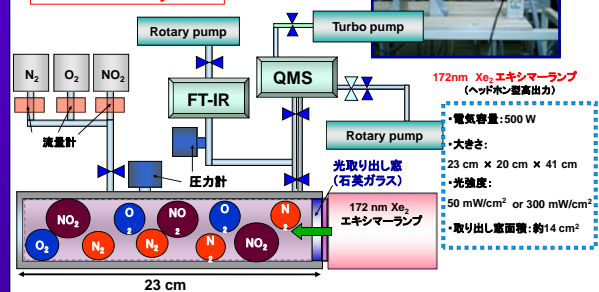 Rotary pump
Turbo pump
N2
O2
NO2
FT-IR
QMS
172nm Xe2エキシマーランプ
(ヘッドホン型高出力)
流量計
圧力計
Rotary pump
光取り出し窓
(石英ガラス)
・電気容量:500 W
・大きさ:
23 cm × 20 cm × 41 cm
・光強度:
50 mW/cm2 or 300 mW/cm2
・取り出し窓面積:約14 cm2
172 nm Xe2
エキシマーランプ
O2
NO2
N2
O2
N2
NO2
N2
O2
NO2
N2
23 cm